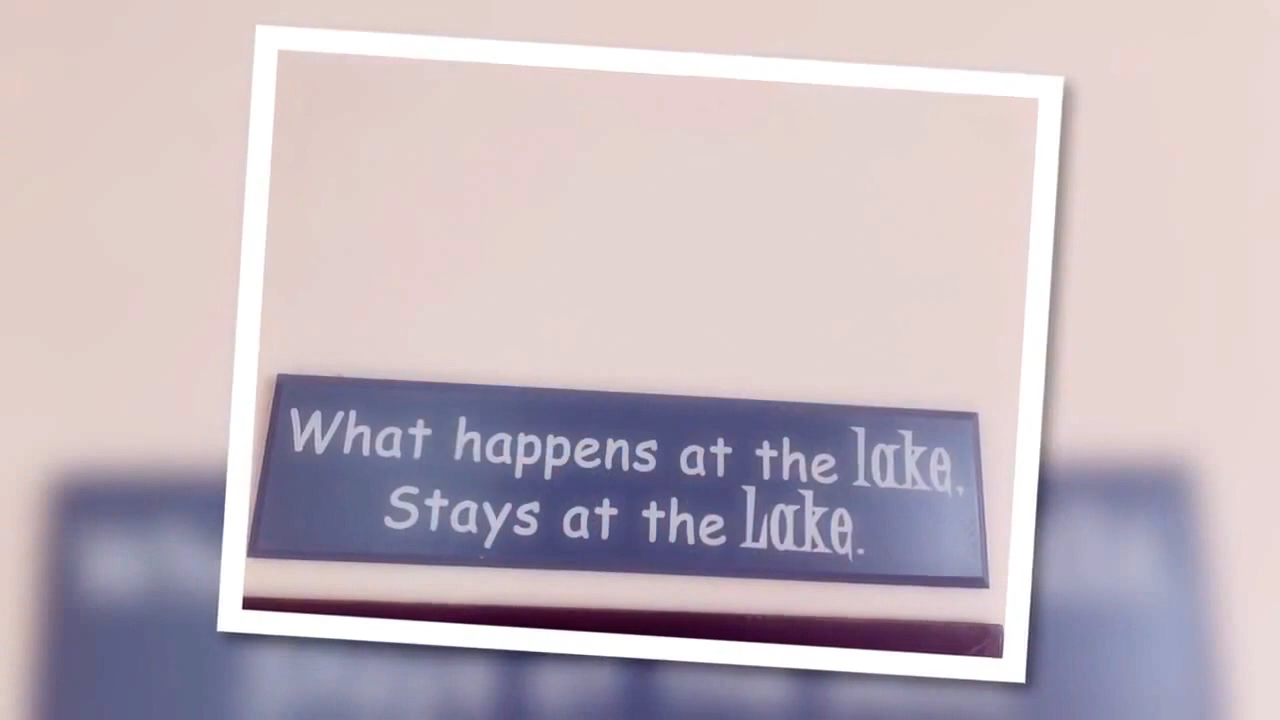 What happens at the lake,
Stays at the Lake.